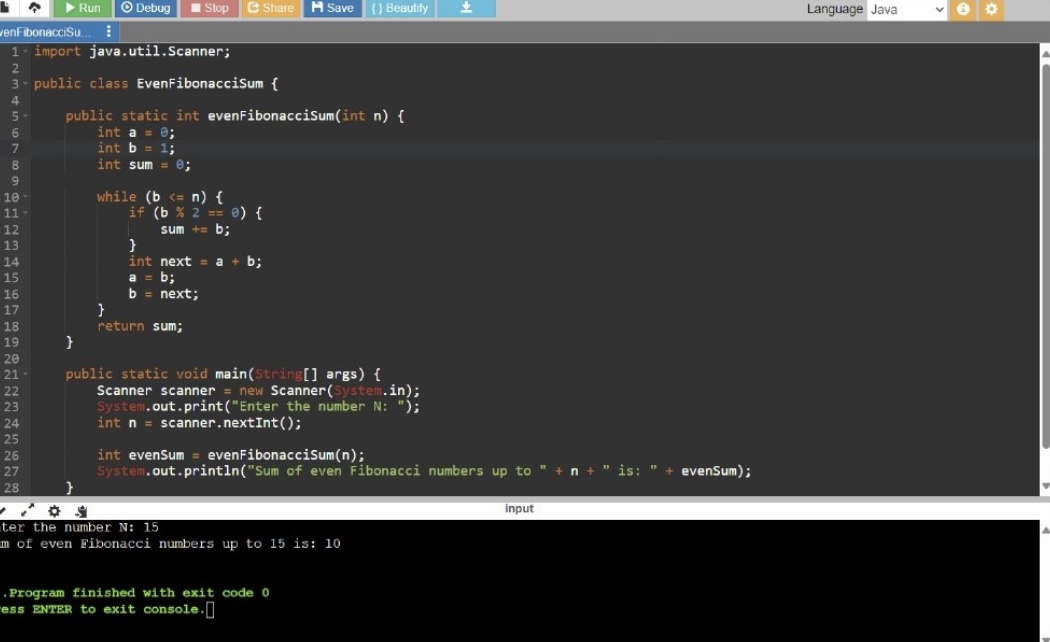 Run Debug Stop Share Save { } Beautify Language Java
venFibonacciSu...
1 import java.util.Scanner;
2
3 public class EvenFibonacciSum {
4
5 public static int evenFibonacciSum(int n) {
6 int a = 0;
7 int b = 1;
8 int sum = 0;
9
10 while (b <= n) {
11 if (b % 2 == 0) {
12 sum += b;
13 }
14 int next = a + b;
15 a = b;
16 b = next;
17 }
18 return sum;
19 }
20
21 public static void main(String[] args) {
22 Scanner scanner = new Scanner(System.in);
23 System.out.print("Enter the number N: ");
24 int n = scanner.nextInt();
25
26 int evenSum = evenFibonacciSum(n);
27 System.out.println("Sum of even Fibonacci numbers up to " + n + " is: " + evenSum);
28 }
input
ter the number N: 15
m of even Fibonacci numbers up to 15 is: 10
.Program finished with exit code 0
ess ENTER to exit console.